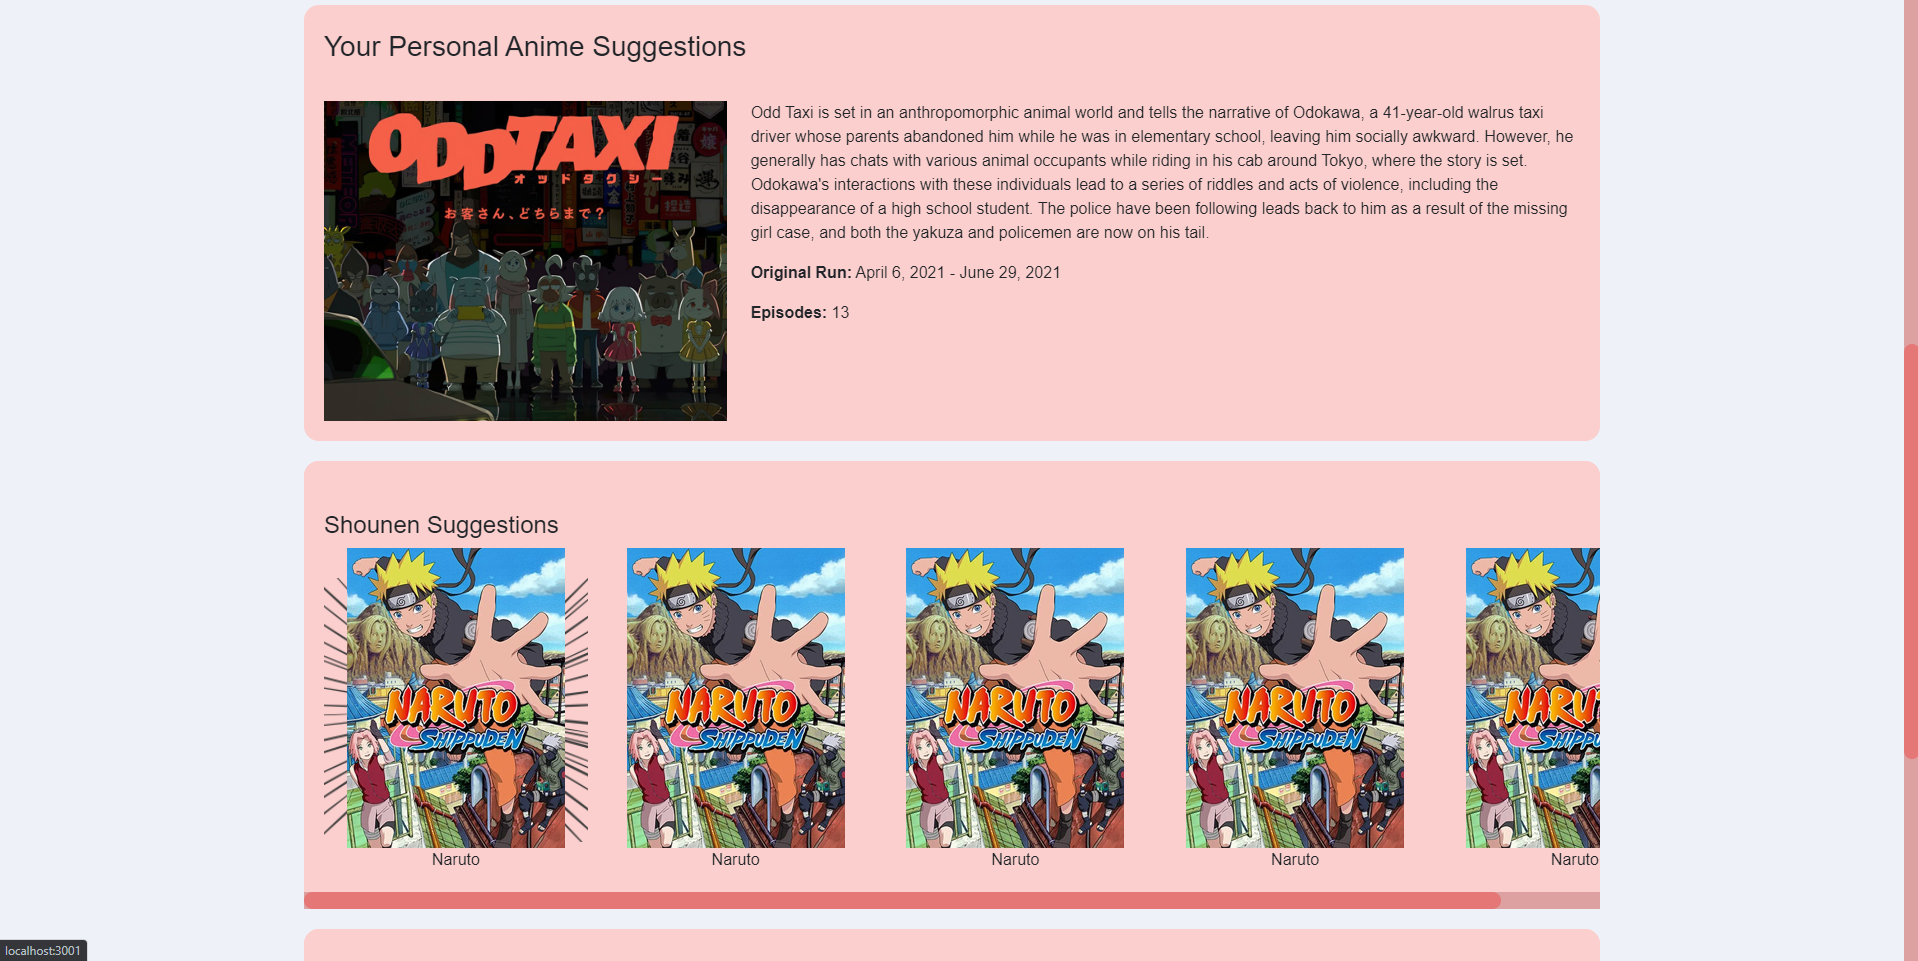 Your Personal Anime Suggestions
ODDTAXI
オッドタクシー
お客さん、どちらまで?
Odd Taxi is set in an anthropomorphic animal world and tells the narrative of Odokawa, a 41-year-old walrus taxi
driver whose parents abandoned him while he was in elementary school, leaving him socially awkward. However, he
generally has chats with various animal occupants while riding in his cab around Tokyo, where the story is set.
Odokawa's interactions with these individuals lead to a series of riddles and acts of violence, including the
disappearance of a high school student. The police have been following leads back to him as a result of the missing
girl case, and both the yakuza and policemen are now on his tail.
Original Run: April 6, 2021 - June 29, 2021
Episodes: 13
Shounen Suggestions
NARUTO
SHIPPUDEN
NARUTO
SHIPPUDEN
NARUTO
SHIPPUDEN
NARUTO
SHIPPUDEN
Naruto
Naruto
Naruto
Naruto
Naruto
localhost:3001